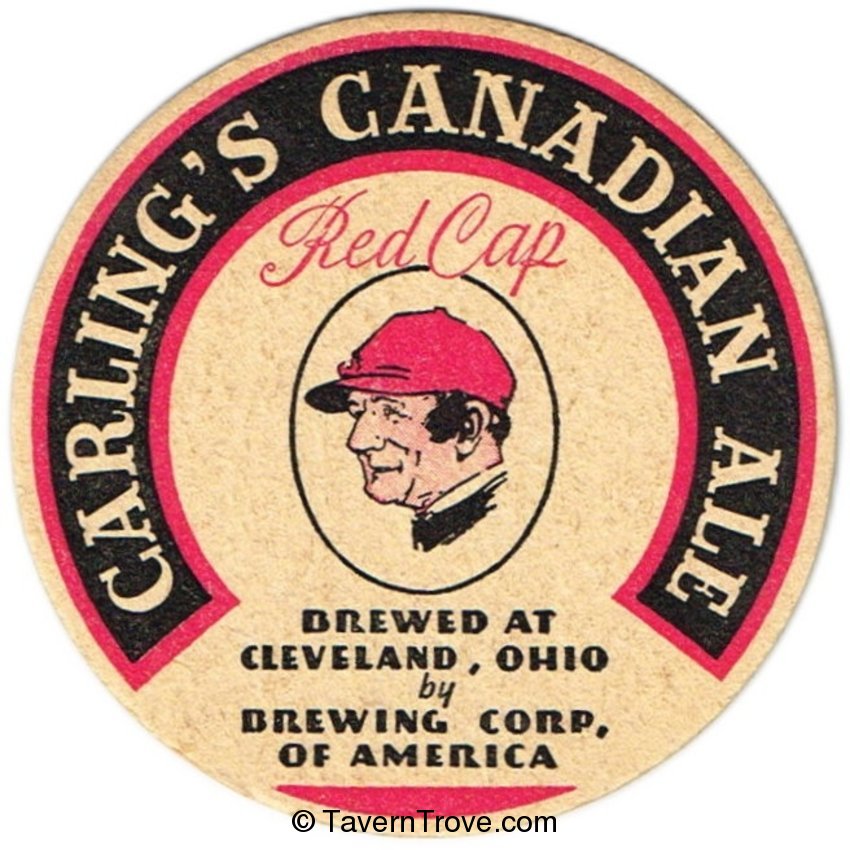 CARLING'S CANADIAN ALE
Red Cap
BREWED AT
CLEVELAND, OHIO
by
BREWING CORP.
OF AMERICA
© TavernTrove.com